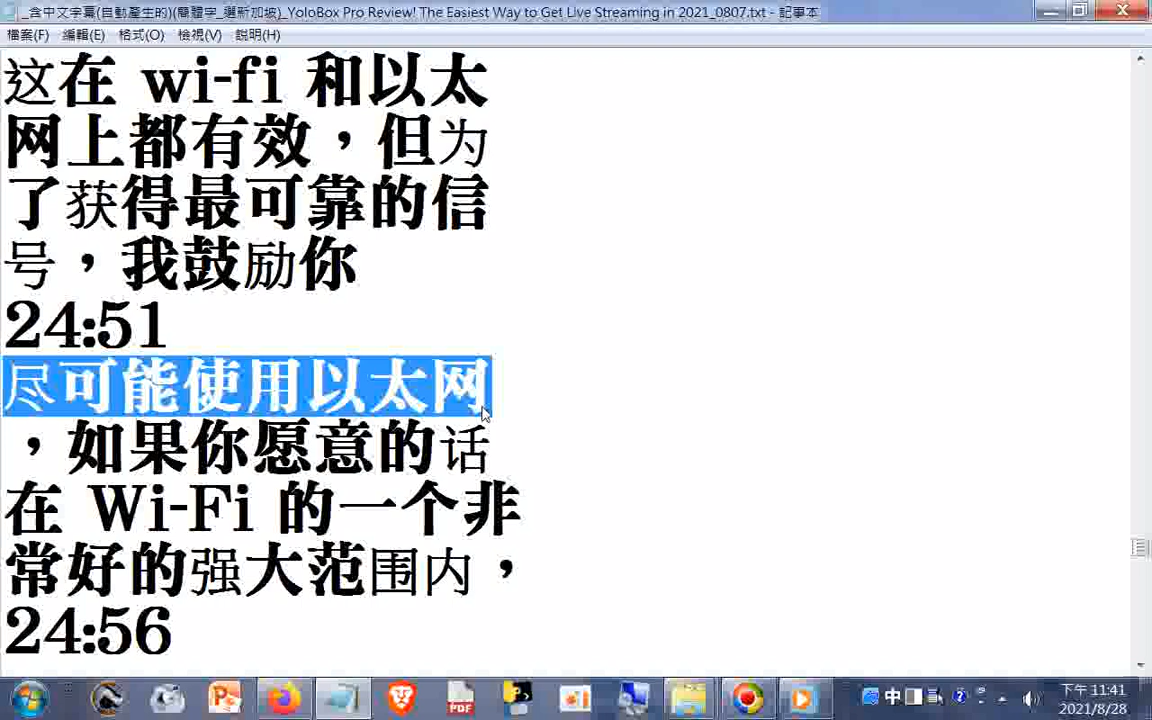 _含中文字幕(自動產生的)(簡體字_選新加坡)_YoloBox Pro Review! The Easiest Way to Get Live Streaming in 2021_0807.txt - 記事本
檔案(F) 編輯(E) 格式(O) 檢視(V) 說明(H)
这在 wi-fi 和以太
网上都有效，但为
了获得最可靠的信
号，我鼓励你
24:51
尽可能使用以太网
，如果你愿意的话
在 Wi-Fi 的一个非
常好的强大范围内，
24:56
PDF
中
下午 11:41
2021/8/28